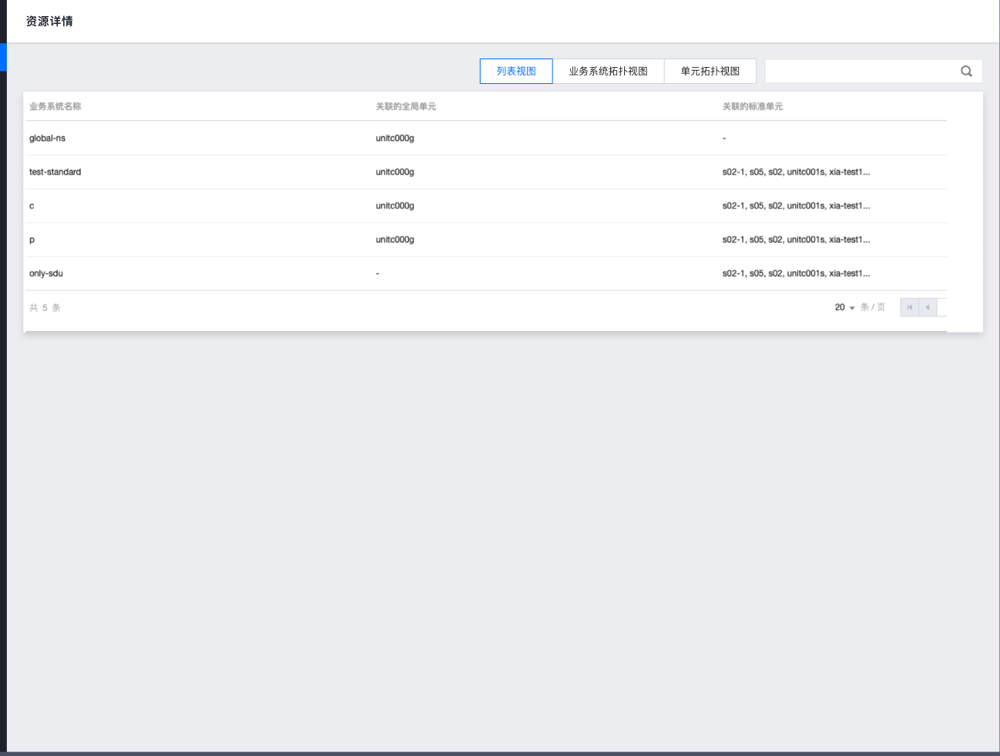 资源详情
列表视图 业务系统拓扑视图 单元拓扑视图
业务系统名称 关联的全局单元 关联的标准单元
global-ns unitc000g -
test-standard unitc000g s02-1, s05, s02, unitc001s, xia-test1...
c unitc000g s02-1, s05, s02, unitc001s, xia-test1...
p unitc000g s02-1, s05, s02, unitc001s, xia-test1...
only-sdu - s02-1, s05, s02, unitc001s, xia-test1...
共 5 条 20 条 / 页